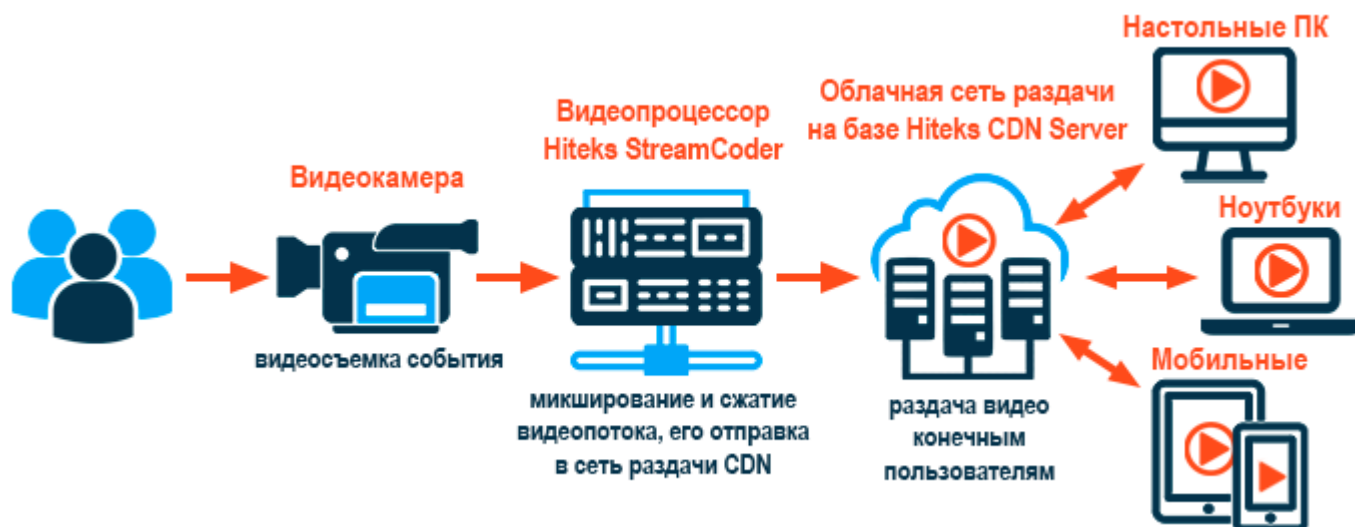 Видеокамера
видеосъемка события
Видеопроцессор
Hiteks StreamCoder
микширование и сжатие
видеопотока, его отправка
в сеть раздачи CDN
Облачная сеть раздачи
на базе Hiteks CDN Server
раздача видео
конечным
пользователям
Настольные ПК
Ноутбуки
Мобильные